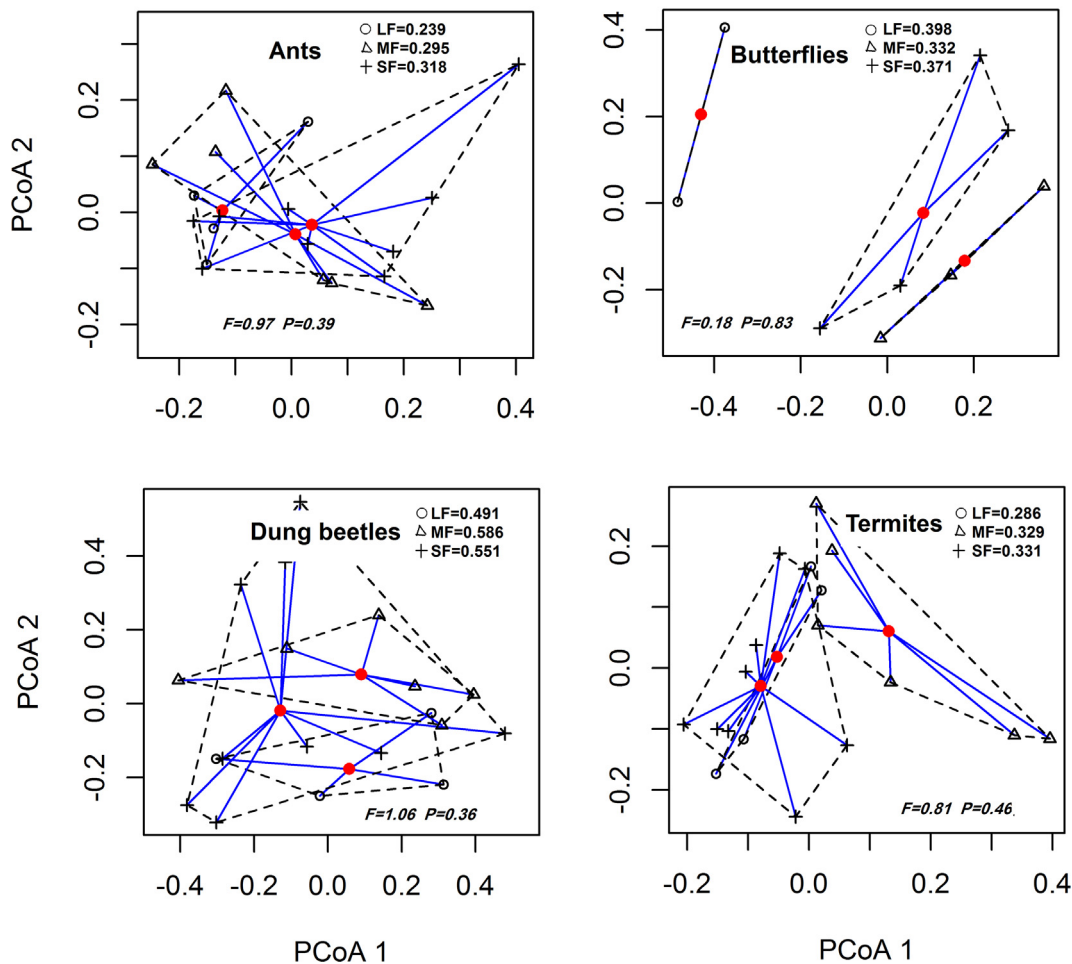 Ants
LF=0.239
MF=0.295
SF=0.318
PCoA 2
0.2
0.0
-0.2
F=0.97 P=0.39
-0.2 0.0 0.2 0.4
Butterflies
LF=0.398
MF=0.332
SF=0.371
0.4
0.2
0.0
-0.2
F=0.18 P=0.83
-0.4 0.0 0.2
Dung beetles
LF=0.491
MF=0.586
SF=0.551
PCoA 2
0.4
0.2
0.0
-0.2
F=1.06 P=0.36
-0.4 -0.2 0.0 0.2 0.4
PCoA 1
Termites
LF=0.286
MF=0.329
SF=0.331
0.2
0.0
-0.2
F=0.81 P=0.46.
-0.2 0.0 0.2 0.4
PCoA 1